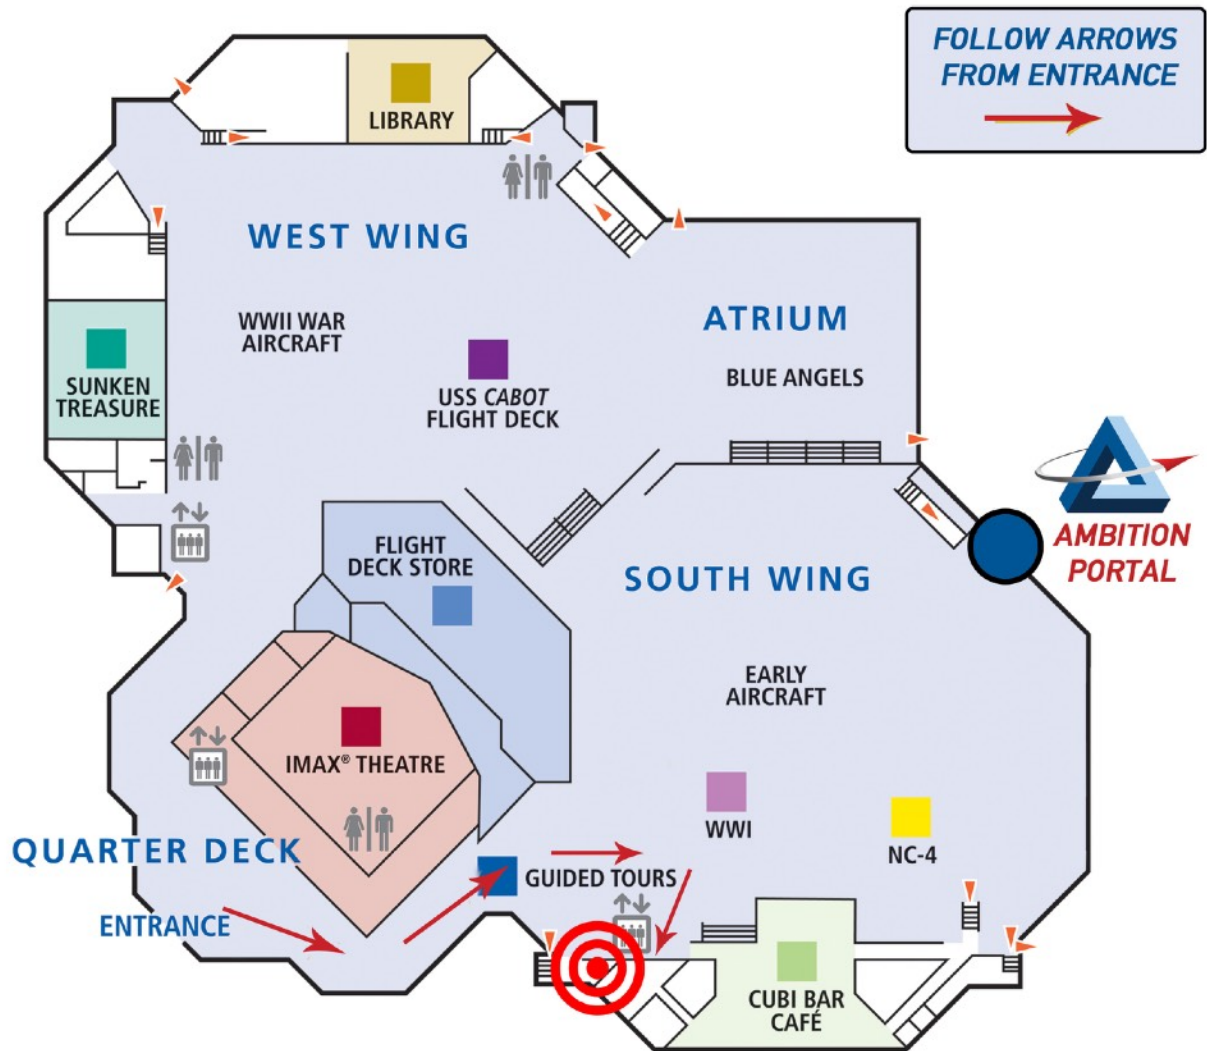 FOLLOW ARROWS
FROM ENTRANCE
LIBRARY
WEST WING
WWII WAR
AIRCRAFT
ATRIUM
BLUE ANGELS
SUNKEN
TREASURE
USS CABOT
FLIGHT DECK
FLIGHT
DECK STORE
AMBITION
PORTAL
SOUTH WING
EARLY
AIRCRAFT
IMAX® THEATRE
WWI
NC-4
QUARTER DECK
GUIDED TOURS
ENTRANCE
CUBI BAR
CAFÉ